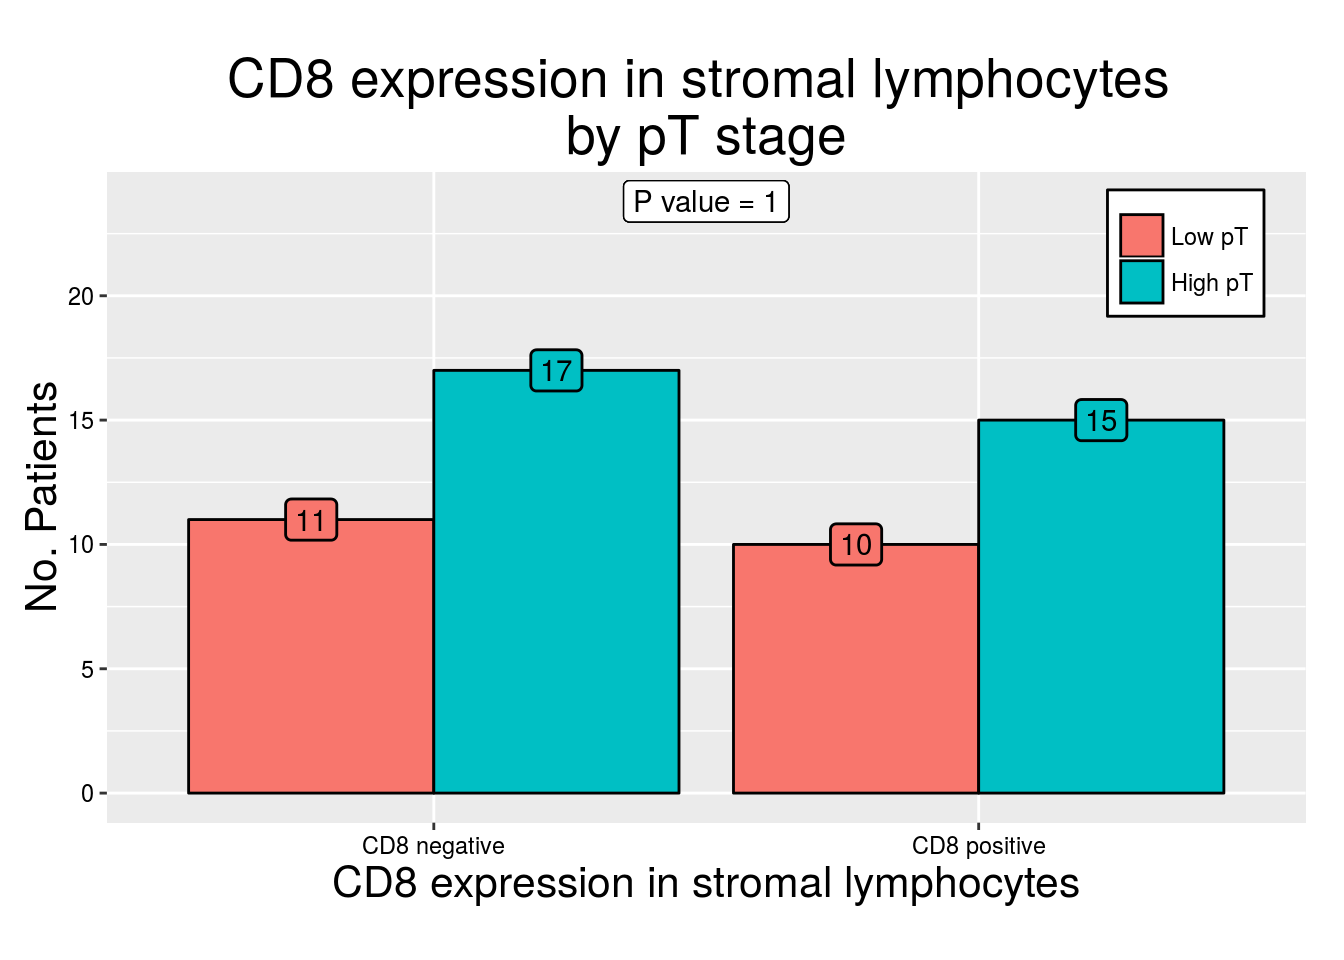 CD8 expression in stromal lymphocytes
by pT stage
P value = 1
Low pT
High pT
No. Patients
20
15
10
5
0
11
17
10
15
CD8 negative
CD8 positive
CD8 expression in stromal lymphocytes